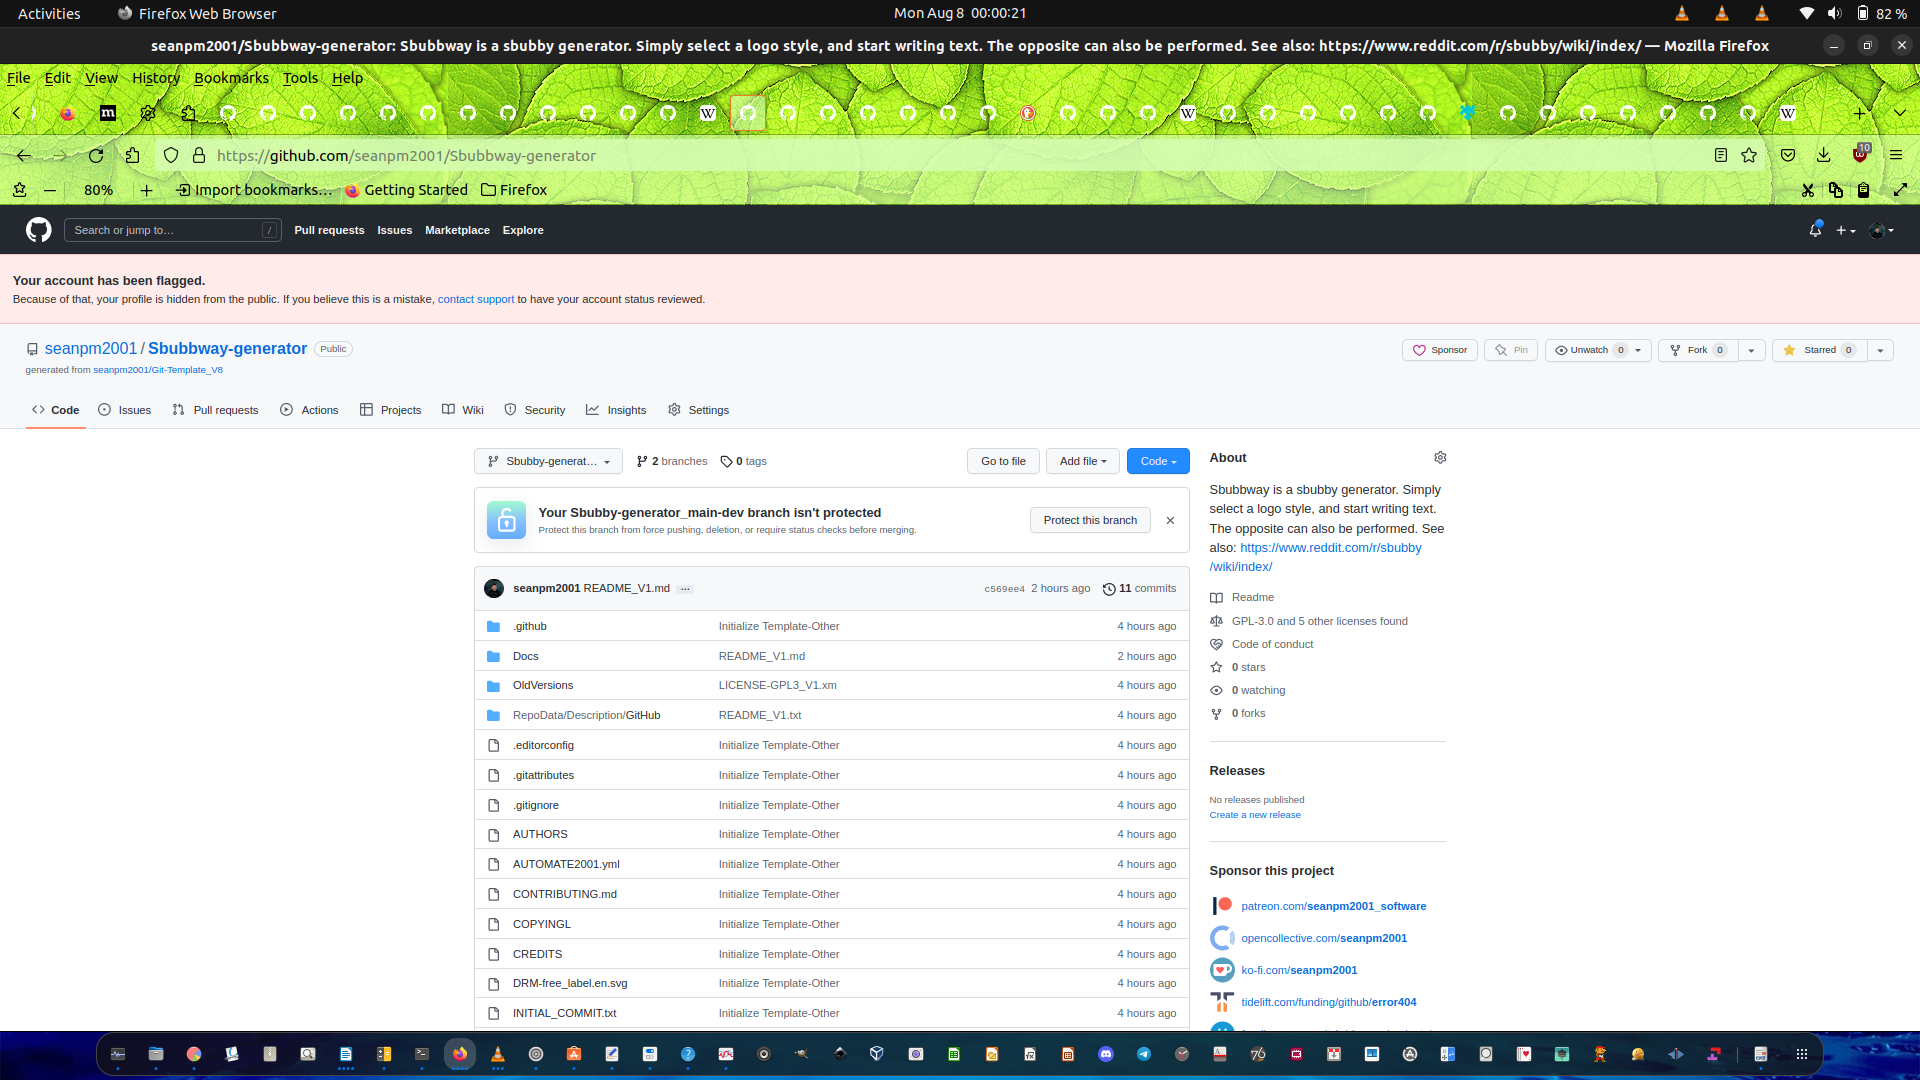 Activities
Firefox Web Browser
Mon Aug 8 00:00:21
82 %
seanpm2001/Sbubbway-generator: Sbubbway is a sbubby generator. Simply select a logo style, and start writing text. The opposite can also be performed. See also: https://www.reddit.com/r/sbubby/wiki/index/ — Mozilla Firefox
File Edit View History Bookmarks Tools Help
https://github.com/seanpm2001/Sbubbway-generator
10
80%
Import bookmarks…
Getting Started
Firefox
Search or jump to…
/
Pull requests
Issues
Marketplace
Explore
Your account has been flagged.
Because of that, your profile is hidden from the public. If you believe this is a mistake, contact support to have your account status reviewed.
seanpm2001 / Sbubbway-generator
Public
Sponsor
Pin
Unwatch 0
Fork 0
Starred 0
generated from seanpm2001/Git-Template_V8
Code
Issues
Pull requests
Actions
Projects
Wiki
Security
Insights
Settings
Sbubby-generat…
2 branches
0 tags
Go to file
Add file
Code
Your Sbubby-generator_main-dev branch isn't protected
Protect this branch from force pushing, deletion, or require status checks before merging.
Protect this branch
seanpm2001 README_V1.md
c569ee4 2 hours ago
11 commits
.github Initialize Template-Other 4 hours ago
Docs README_V1.md 2 hours ago
OldVersions LICENSE-GPL3_V1.xm 4 hours ago
RepoData/Description/GitHub README_V1.txt 4 hours ago
.editorconfig Initialize Template-Other 4 hours ago
.gitattributes Initialize Template-Other 4 hours ago
.gitignore Initialize Template-Other 4 hours ago
AUTHORS Initialize Template-Other 4 hours ago
AUTOMATE2001.yml Initialize Template-Other 4 hours ago
CONTRIBUTING.md Initialize Template-Other 4 hours ago
COPYINGL Initialize Template-Other 4 hours ago
CREDITS Initialize Template-Other 4 hours ago
DRM-free_label.en.svg Initialize Template-Other 4 hours ago
INITIAL_COMMIT.txt Initialize Template-Other 4 hours ago
About
Sbubbway is a sbubby generator. Simply
select a logo style, and start writing text.
The opposite can also be performed. See
also: https://www.reddit.com/r/sbubby
/wiki/index/
Readme
GPL-3.0 and 5 other licenses found
Code of conduct
0 stars
0 watching
0 forks
Releases
No releases published
Create a new release
Sponsor this project
patreon.com/seanpm2001_software
opencollective.com/seanpm2001
ko-fi.com/seanpm2001
tidelift.com/funding/github/error404